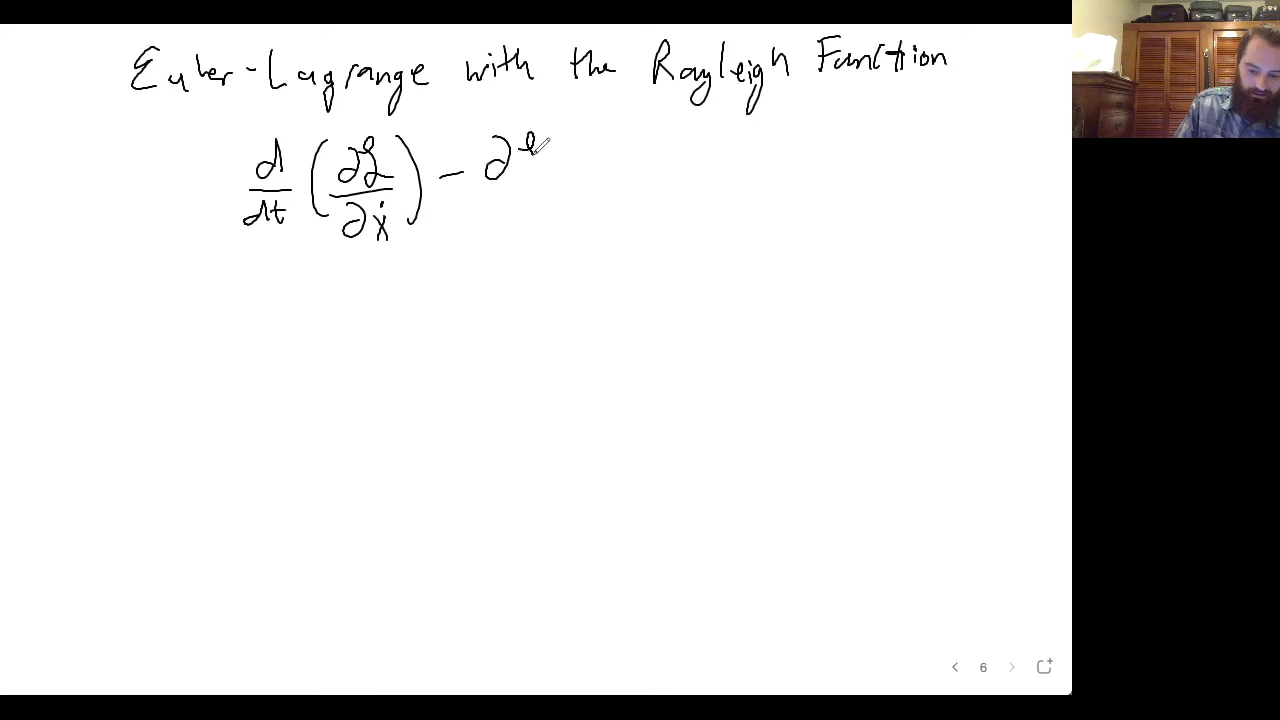 Euler-Lagrange with the Rayleigh Function
d/dt (∂ℒ/∂ẋ) - ∂
6